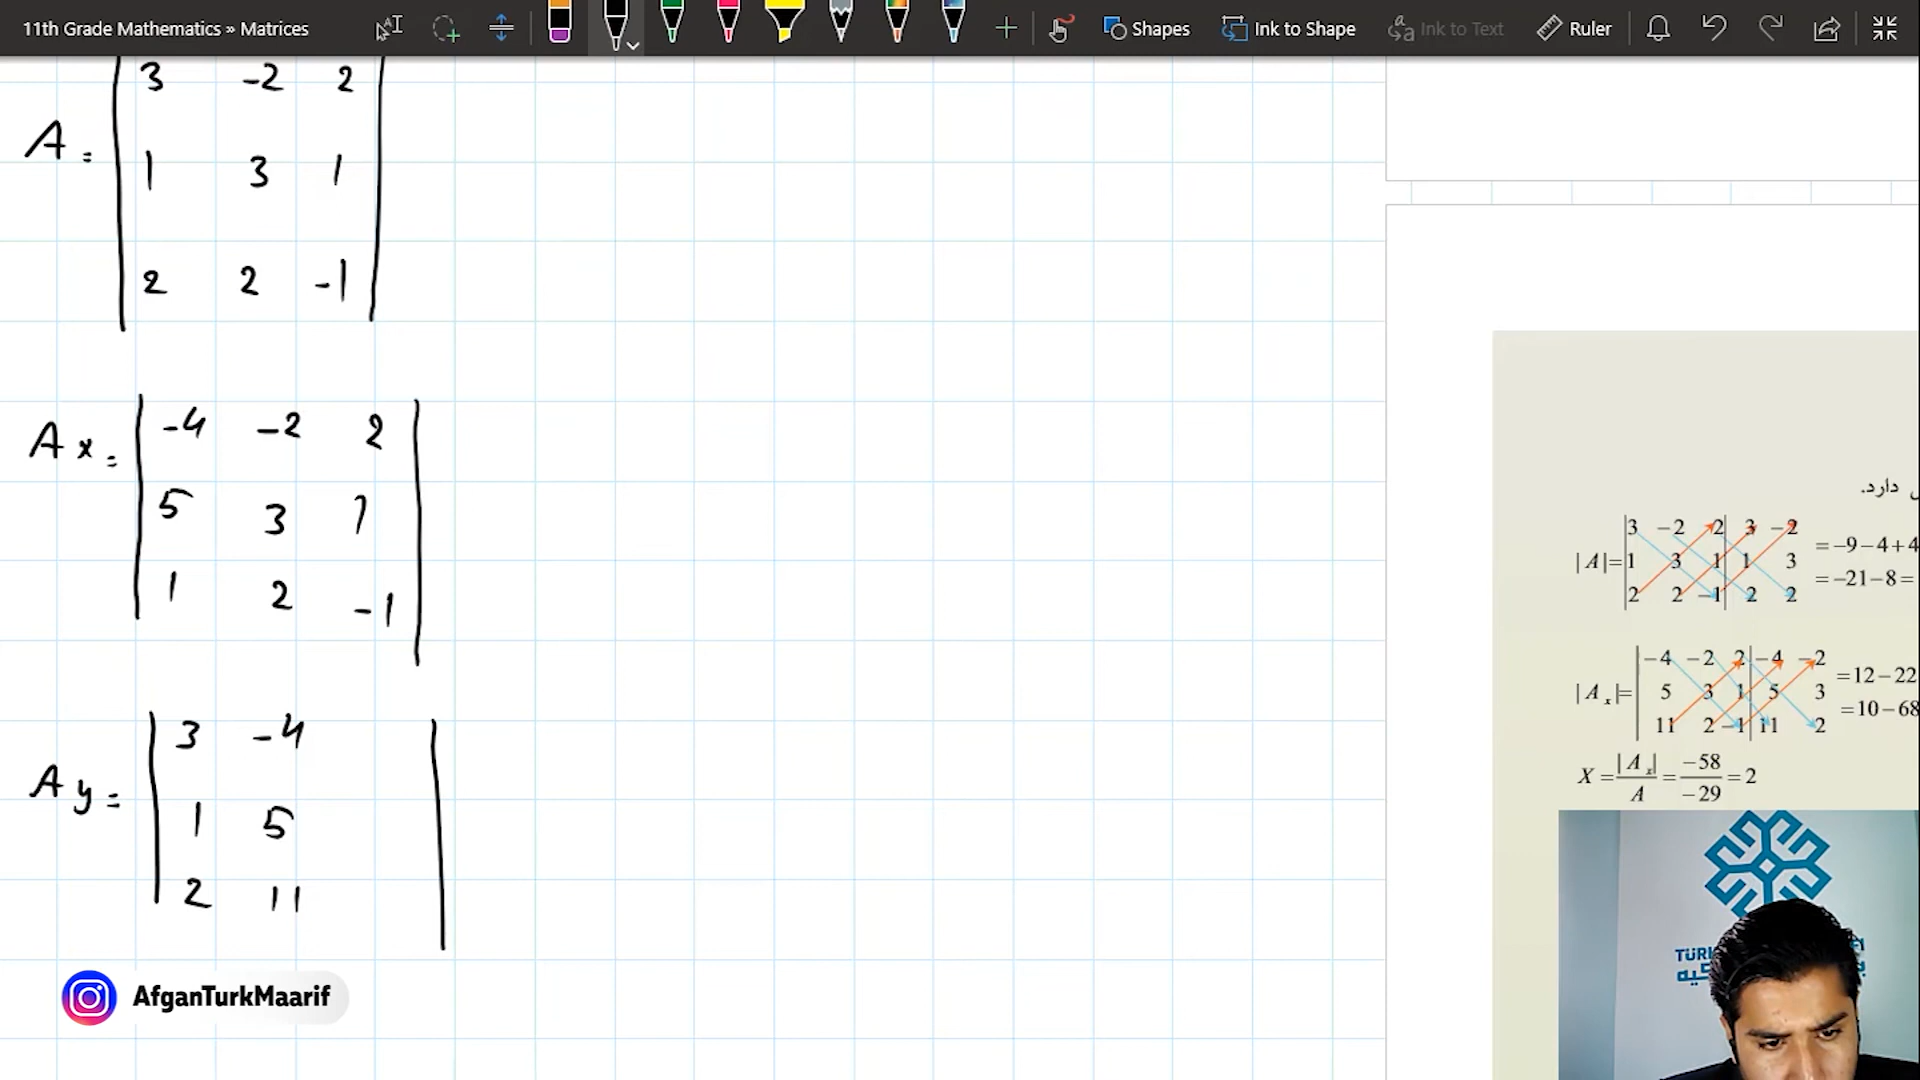 11th Grade Mathematics » Matrices
Shapes
Ink to Shape
Ink to Text
Ruler
A = | 3 -2 2 |
| 1 3 1 |
| 2 2 -1 |
Ax = | -4 -2 2 |
| 5 3 1 |
| 1 2 -1 |
Ay = | 3 -4 |
| 1 5 |
| 2 11 |
AfganTurkMaarif
دارد.
|A|= | 3 -2 2 | 3 -2 =-9-4+4
| 1 3 1 | 1 3 =-21-8=
| 2 2 -1 | 2 2
|A_x|= | -4 -2 2 | -4 -2 =12-22
| 5 3 1 | 5 3 =10-68
| 11 2 -1 | 11 2
X = |A_x| / A = -58 / -29 = 2